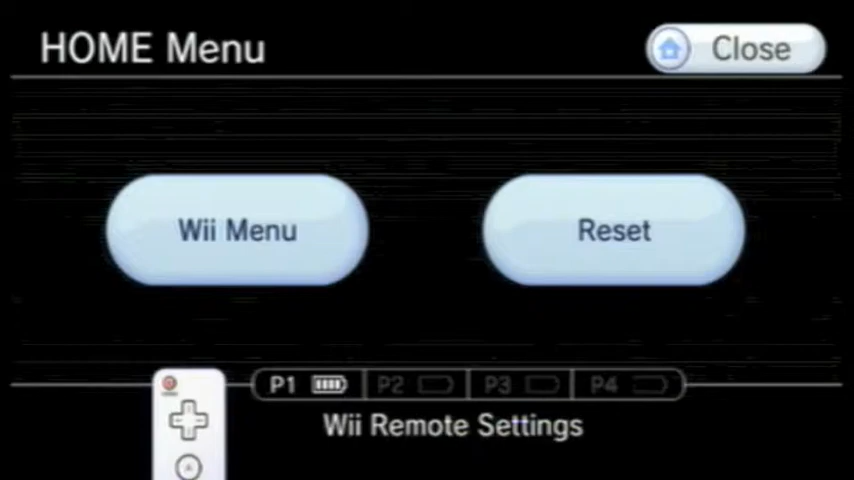 HOME Menu
Close
Wii Menu
Reset
P1 P2 P3 P4
Wii Remote Settings
A